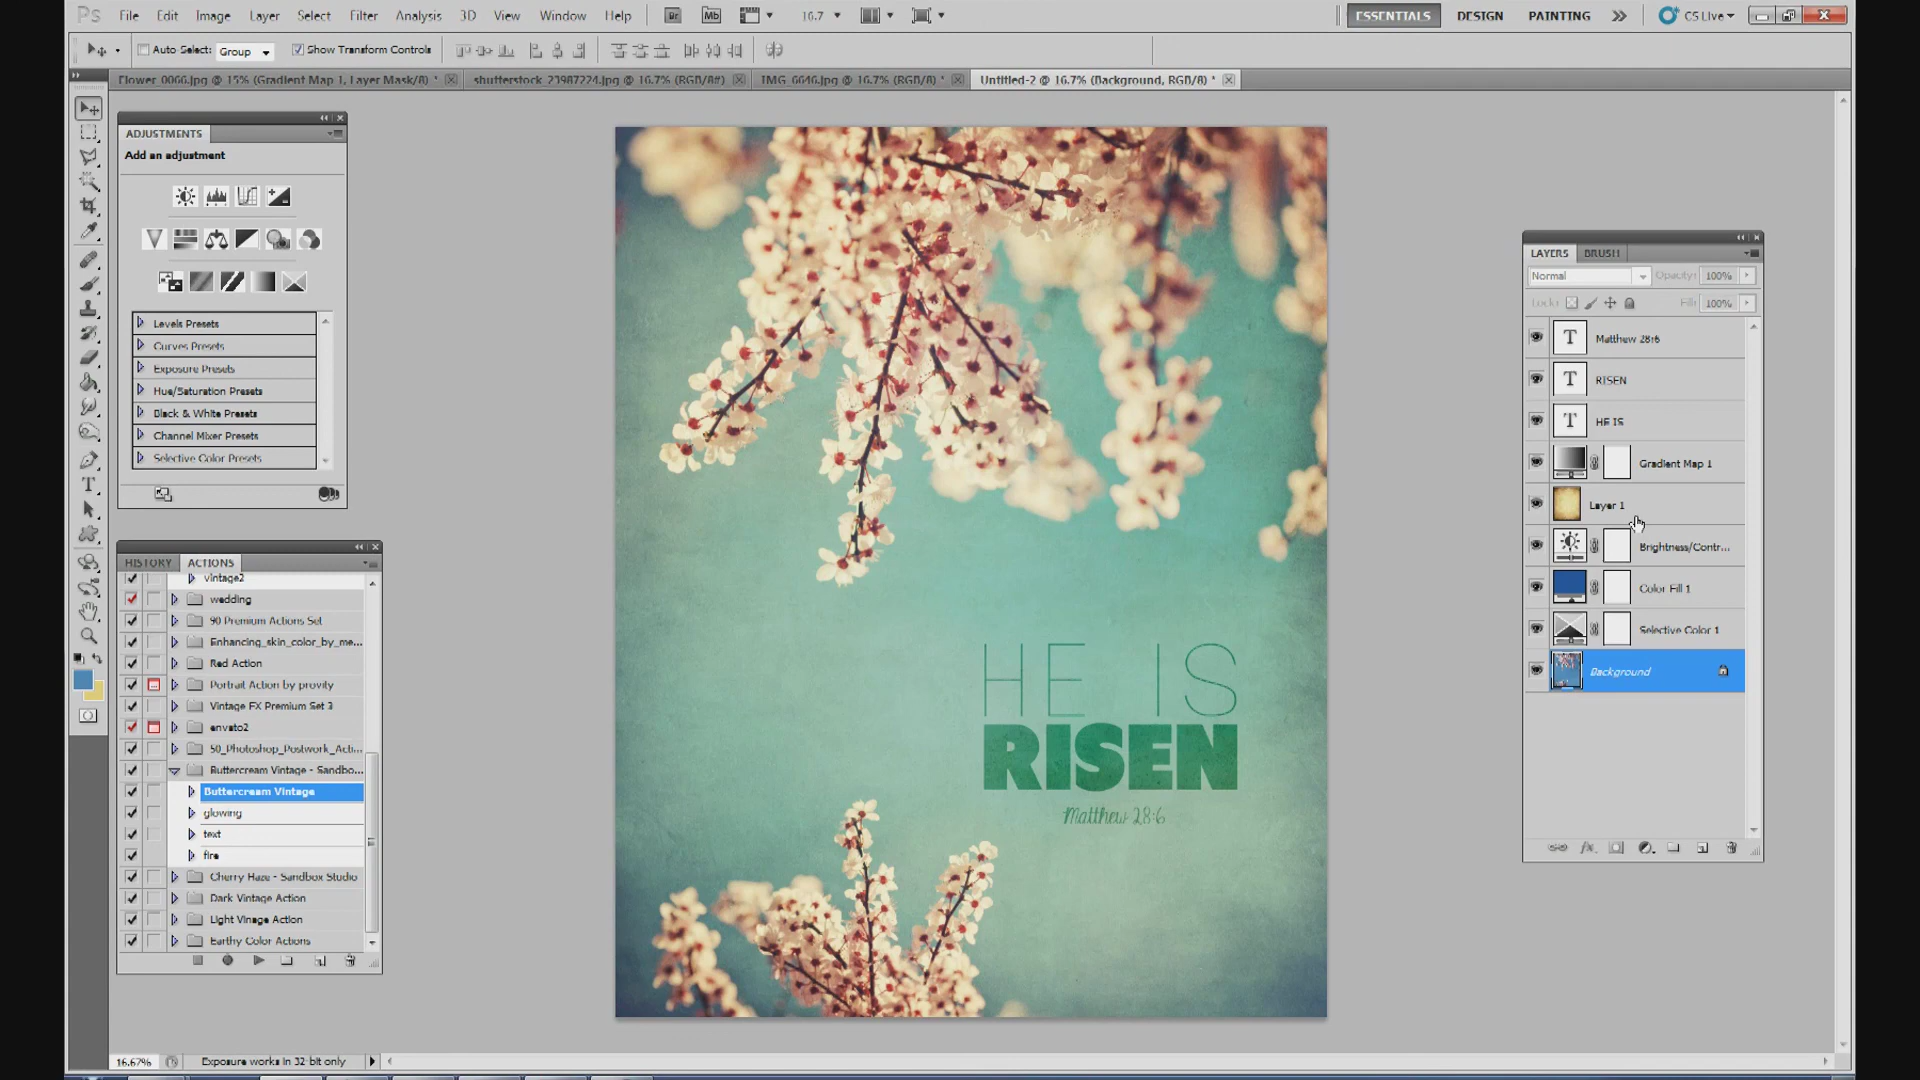 Ps File Edit Image Layer Select Filter Analysis 3D View Window Help Br Mb 16.7 ESSENTIALS DESIGN PAINTING CS Live
Auto-Select: Group Show Transform Controls
Flower_0066.jpg @ 15% (Gradient Map 1, Layer Mask/8) * shutterstock_23987224.jpg @ 16.7% (RGB/8#) IMG_6646.jpg @ 16.7% (RGB/8) * Untitled-2 @ 16.7% (Background, RGB/8) *
ADJUSTMENTS
Add an adjustment
Levels Presets
Curves Presets
Exposure Presets
Hue/Saturation Presets
Black & White Presets
Channel Mixer Presets
Selective Color Presets
HISTORY ACTIONS
vintage2
wedding
90 Premium Actions Set
Enhancing_skin_color_by_me...
Red Action
Portrait Action by provity
Vintage FX Premium Set 3
envato2
50_Photoshop_Postwork_Acti...
Buttercream Vintage - Sandbo...
Buttercream Vintage
glowing
text
fire
Cherry Haze - Sandbox Studio
Dark Vintage Action
Light Vinage Action
Earthy Color Actions
HE IS
RISEN
Matthew 28:6
LAYERS BRUSH
Normal Opacity: 100%
Lock: Fill: 100%
T Matthew 28:6
T RISEN
T HE IS
Gradient Map 1
Layer 1
Brightness/Contr...
Color Fill 1
Selective Color 1
Background
fx
16.67% Exposure works in 32-bit only